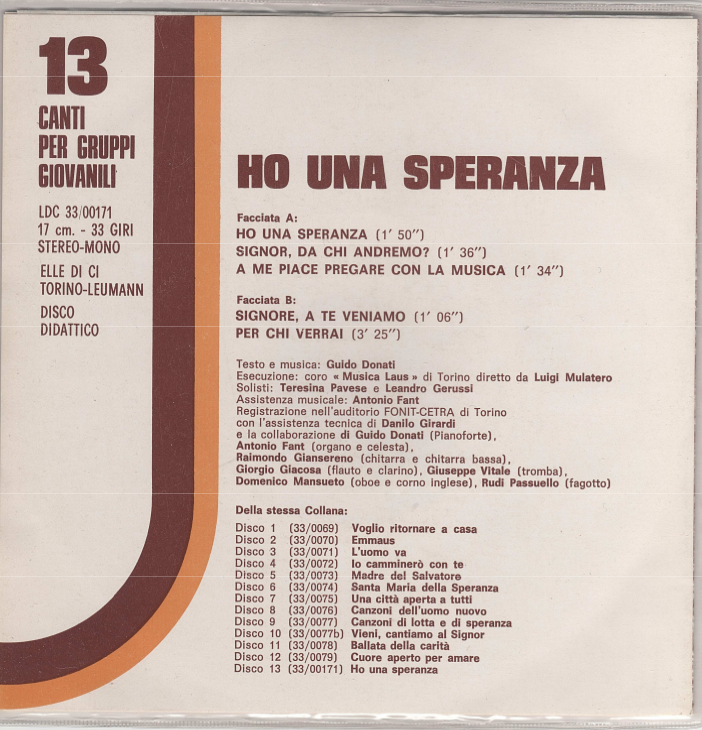 13
CANTI
PER GRUPPI
GIOVANILI
LDC 33/00171
17 cm. - 33 GIRI
STEREO-MONO
ELLE DI CI
TORINO-LEUMANN
DISCO
DIDATTICO
HO UNA SPERANZA
Facciata A:
HO UNA SPERANZA (1' 50'')
SIGNOR, DA CHI ANDREMO? (1' 36'')
A ME PIACE PREGARE CON LA MUSICA (1' 34'')
Facciata B:
SIGNORE, A TE VENIAMO (1' 06'')
PER CHI VERRAI (3' 25'')
Testo e musica: Guido Donati
Esecuzione: coro «Musica Laus» di Torino diretto da Luigi Mulatero
Solisti: Teresina Pavese e Leandro Gerussi
Assistenza musicale: Antonio Fant
Registrazione nell'auditorio FONIT-CETRA di Torino
con l'assistenza tecnica di Danilo Girardi
e la collaborazione di Guido Donati (Pianoforte),
Antonio Fant (organo e celesta),
Raimondo Giansereno (chitarra e chitarra bassa),
Giorgio Giacosa (flauto e clarino), Giuseppe Vitale (tromba),
Domenico Mansueto (oboe e corno inglese), Rudi Passuello (fagotto)
Della stessa Collana:
Disco 1 (33/0069) Voglio ritornare a casa
Disco 2 (33/0070) Emmaus
Disco 3 (33/0071) L'uomo va
Disco 4 (33/0072) Io camminerò con te
Disco 5 (33/0073) Madre del Salvatore
Disco 6 (33/0074) Santa Maria della Speranza
Disco 7 (33/0075) Una città aperta a tutti
Disco 8 (33/0076) Canzoni dell'uomo nuovo
Disco 9 (33/0077) Canzoni di lotta e di speranza
Disco 10 (33/0077b) Vieni, cantiamo al Signor
Disco 11 (33/0078) Ballata della carità
Disco 12 (33/0079) Cuore aperto per amare
Disco 13 (33/00171) Ho una speranza